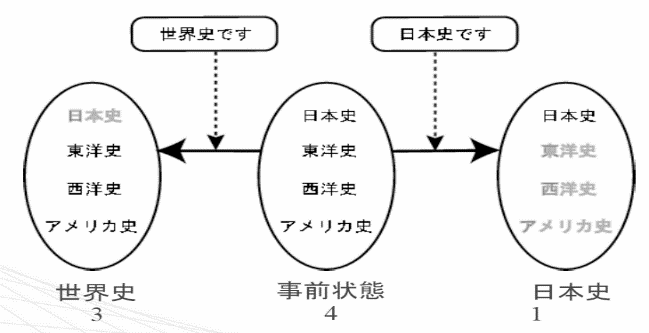 世界史です
日本史です
日本史
東洋史
西洋史
アメリカ史
世界史
3
日本史
東洋史
西洋史
アメリカ史
事前状態
4
日本史
東洋史
西洋史
アメリカ史
日本史
1